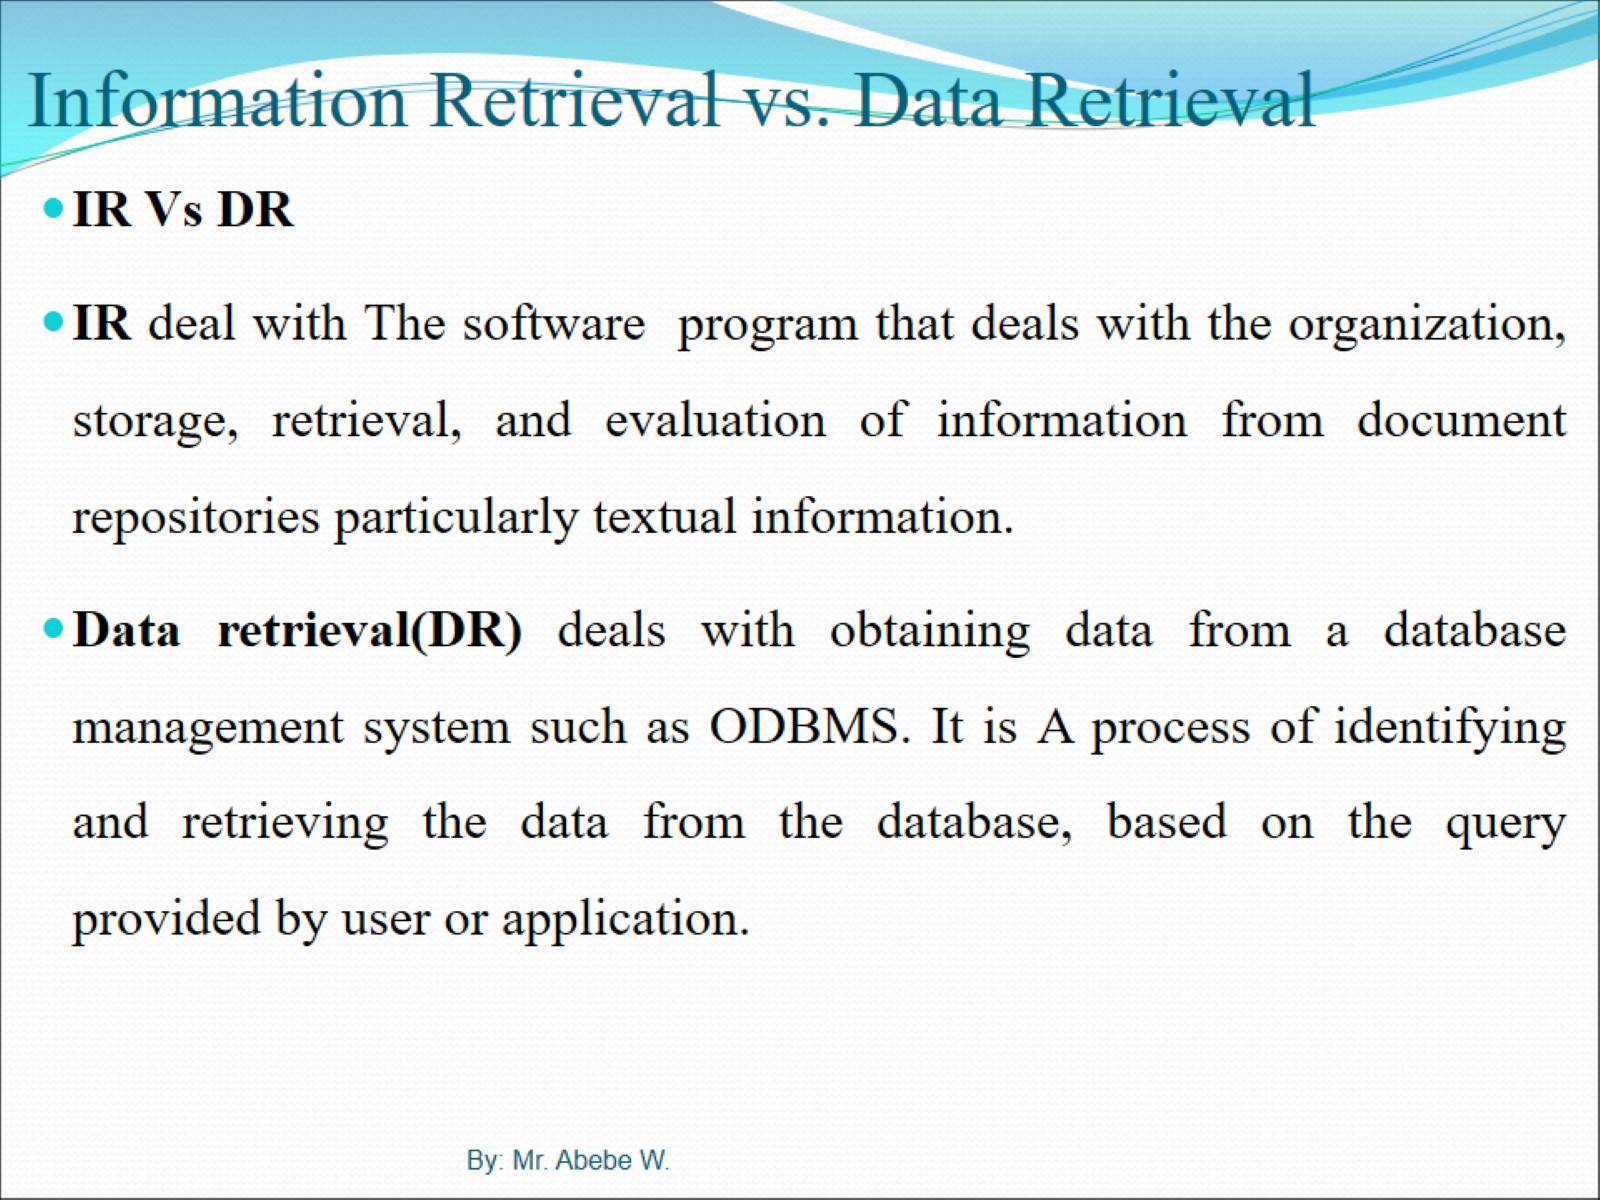 Information Retrieval vs. Data Retrieval
IR Vs DR
IR deal with The software program that deals with the organization,
storage, retrieval, and evaluation of information from document
repositories particularly textual information.
Data retrieval(DR) deals with obtaining data from a database
management system such as ODBMS. It is A process of identifying
and retrieving the data from the database, based on the query
provided by user or application.
By: Mr. Abebe W.